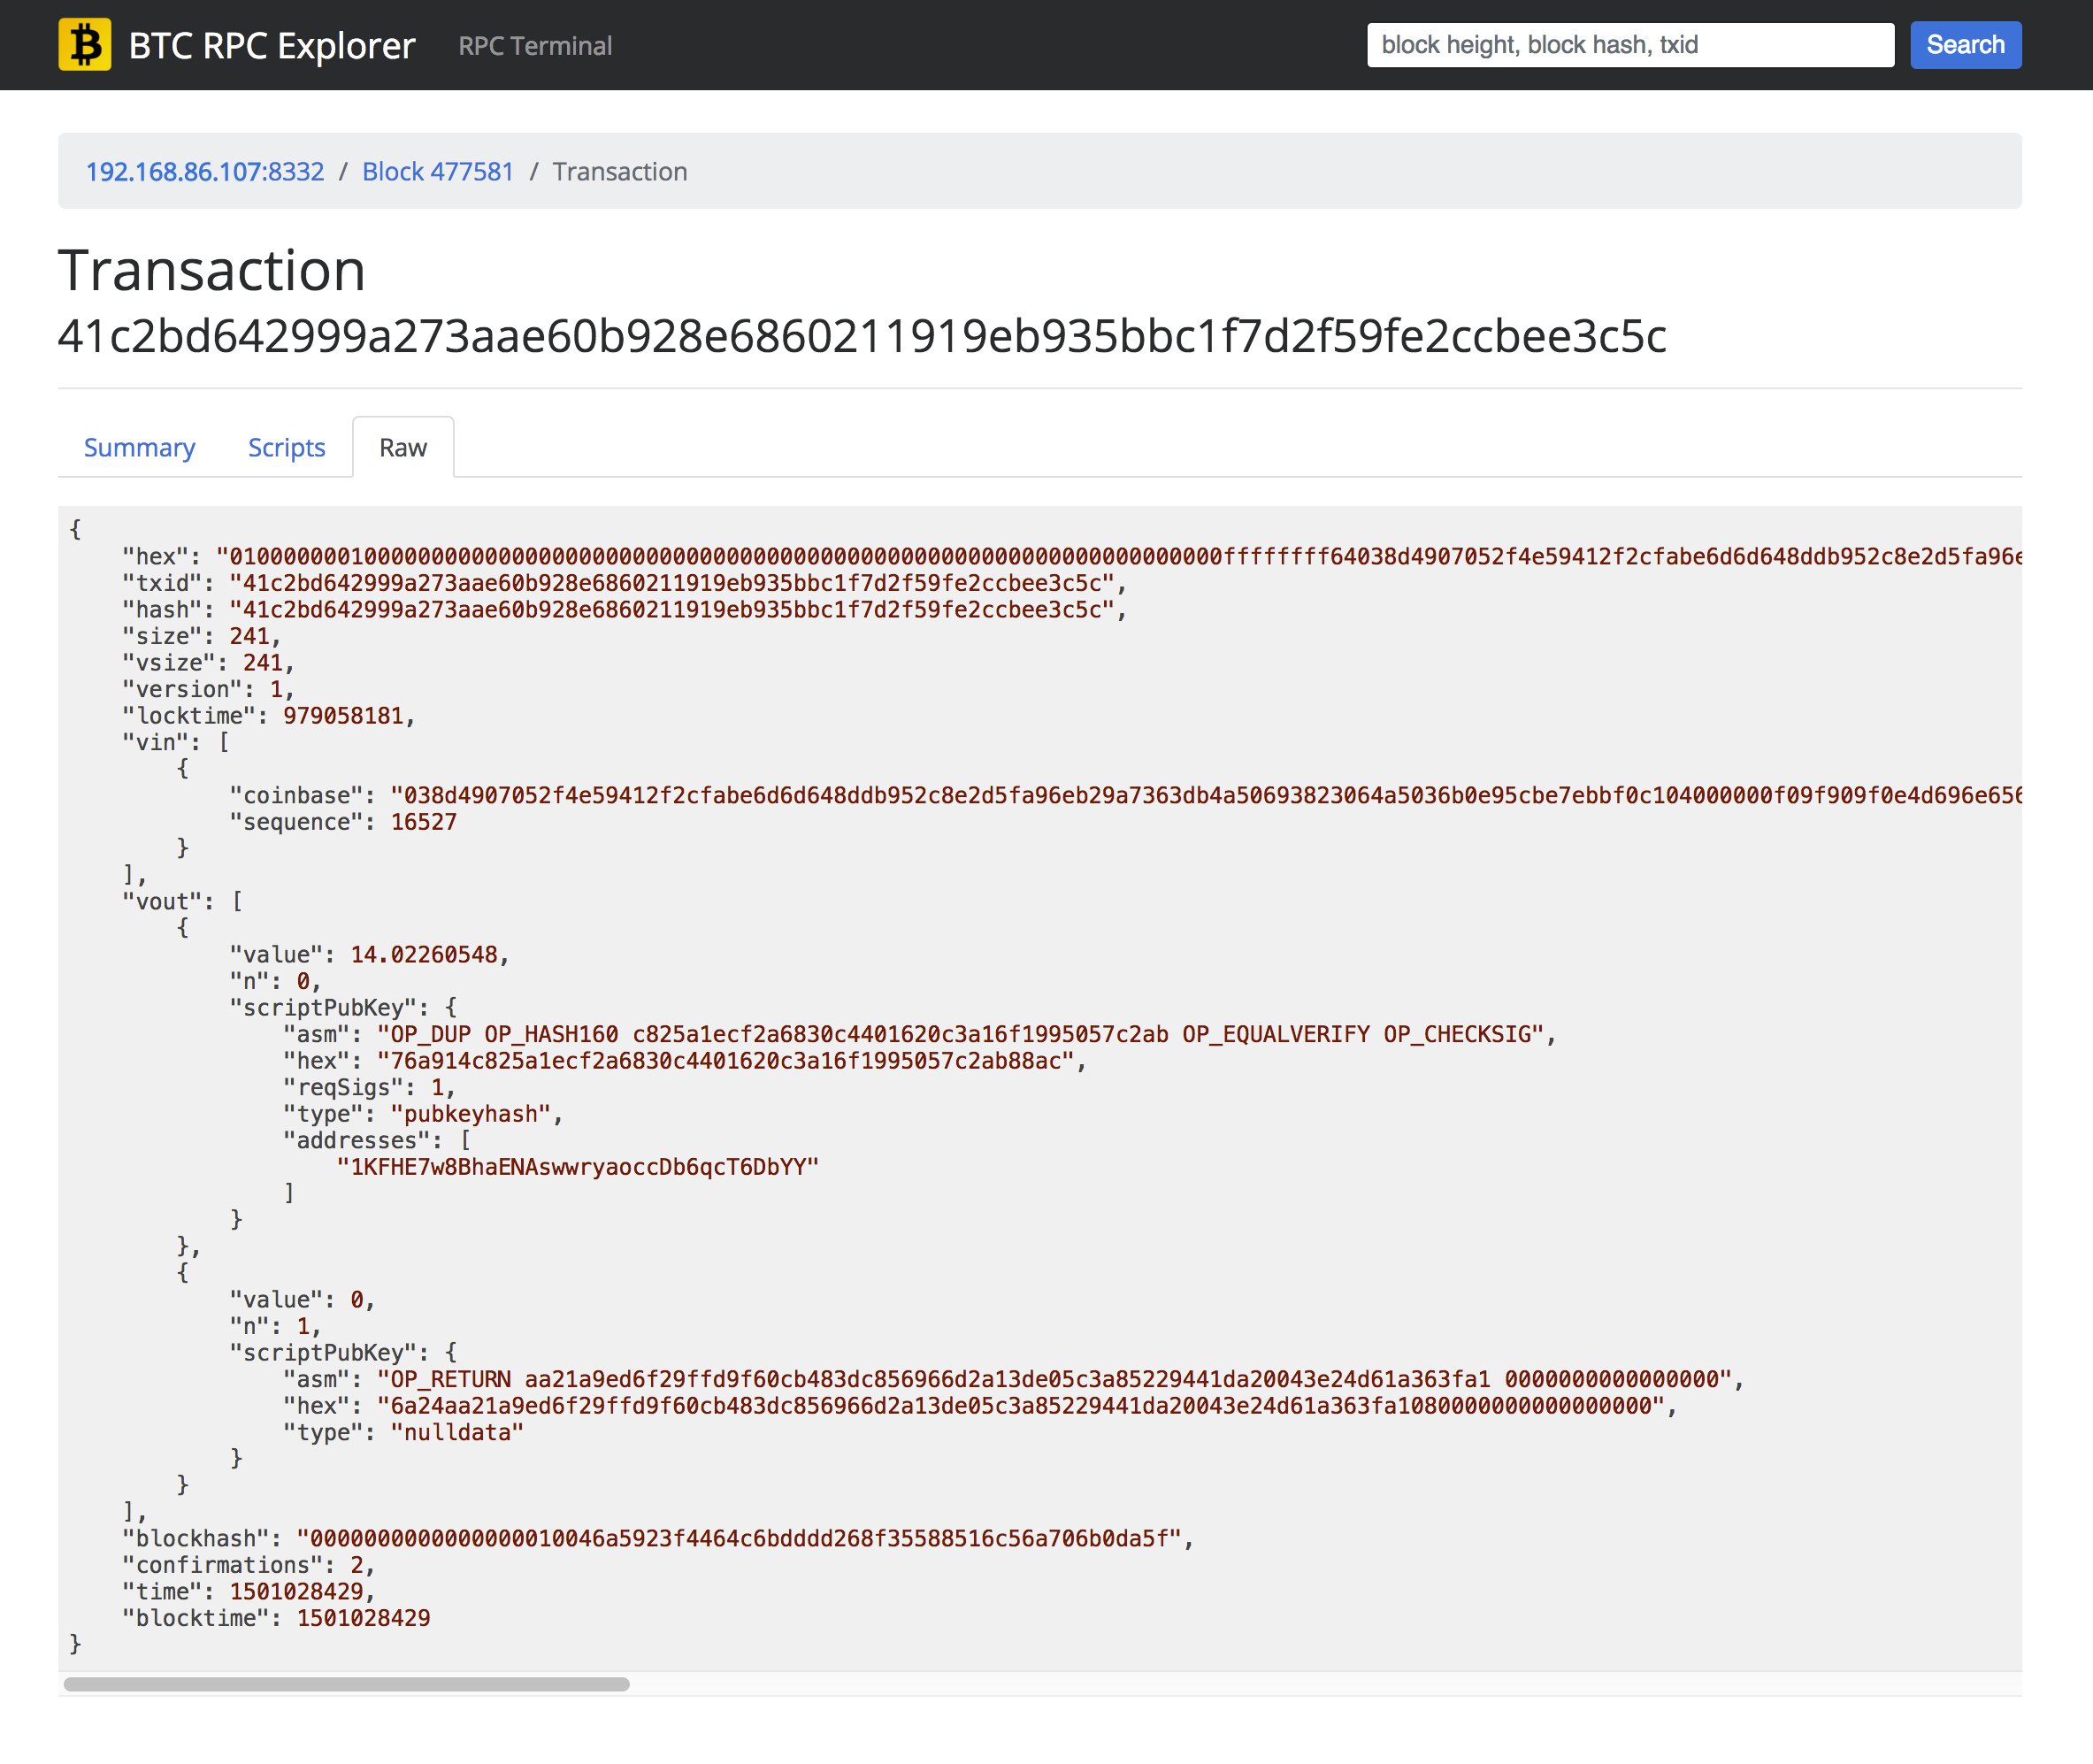 BTC RPC Explorer RPC Terminal block height, block hash, txid Search
192.168.86.107:8332 / Block 477581 / Transaction
Transaction
41c2bd642999a273aae60b928e6860211919eb935bbc1f7d2f59fe2ccbee3c5c
Summary Scripts Raw
{
"hex": "01000000010000000000000000000000000000000000000000000000000000000000000000ffffffff64038d4907052f4e59412f2cfabe6d6d648ddb952c8e2d5fa96e
"txid": "41c2bd642999a273aae60b928e6860211919eb935bbc1f7d2f59fe2ccbee3c5c",
"hash": "41c2bd642999a273aae60b928e6860211919eb935bbc1f7d2f59fe2ccbee3c5c",
"size": 241,
"vsize": 241,
"version": 1,
"locktime": 979058181,
"vin": [
{
"coinbase": "038d4907052f4e59412f2cfabe6d6d648ddb952c8e2d5fa96eb29a7363db4a50693823064a5036b0e95cbe7ebbf0c104000000f09f909f0e4d696e656
"sequence": 16527
}
],
"vout": [
{
"value": 14.02260548,
"n": 0,
"scriptPubKey": {
"asm": "OP_DUP OP_HASH160 c825a1ecf2a6830c4401620c3a16f1995057c2ab OP_EQUALVERIFY OP_CHECKSIG",
"hex": "76a914c825a1ecf2a6830c4401620c3a16f1995057c2ab88ac",
"reqSigs": 1,
"type": "pubkeyhash",
"addresses": [
"1KFHE7w8BhaENAswwryaoccDb6qcT6DbYY"
]
}
},
{
"value": 0,
"n": 1,
"scriptPubKey": {
"asm": "OP_RETURN aa21a9ed6f29ffd9f60cb483dc856966d2a13de05c3a85229441da20043e24d61a363fa1 0000000000000000",
"hex": "6a24aa21a9ed6f29ffd9f60cb483dc856966d2a13de05c3a85229441da20043e24d61a363fa1080000000000000000",
"type": "nulldata"
}
}
],
"blockhash": "0000000000000000010046a5923f4464c6bdddd268f35588516c56a706b0da5f",
"confirmations": 2,
"time": 1501028429,
"blocktime": 1501028429
}